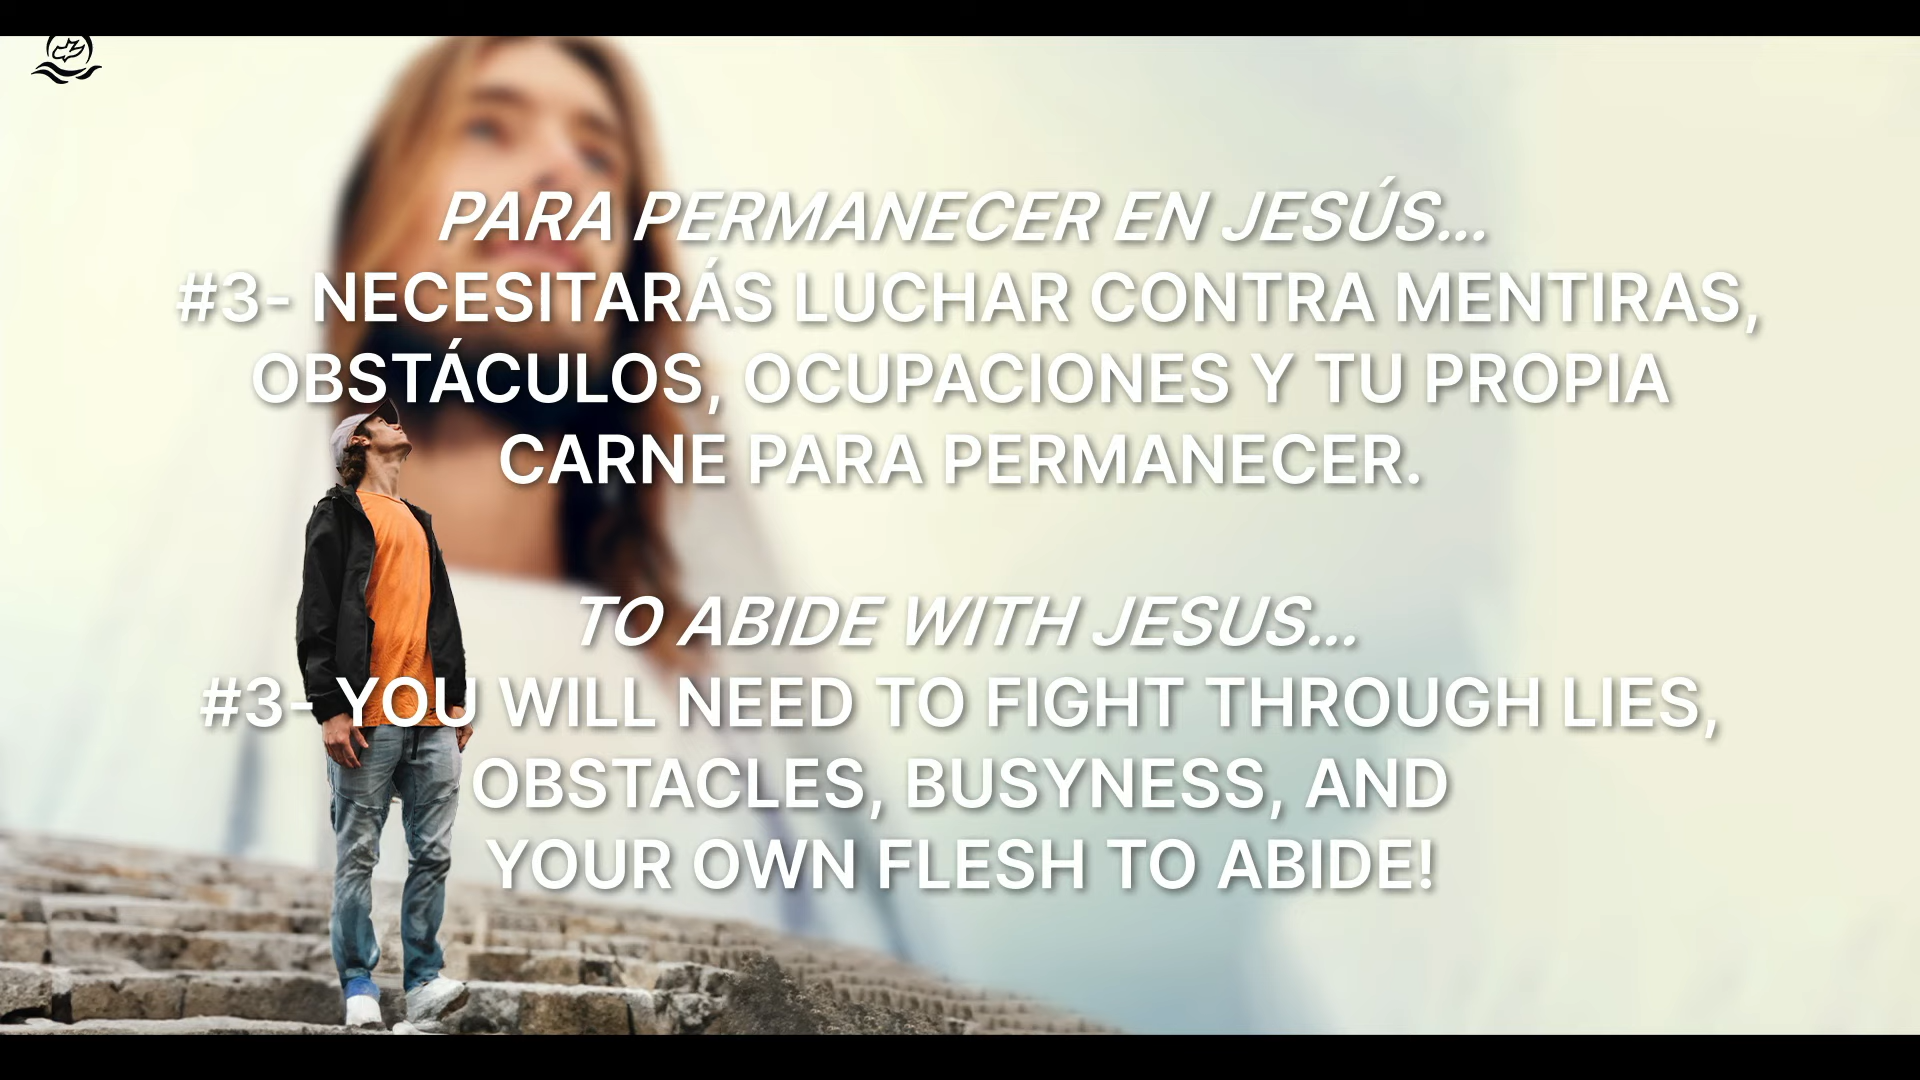 PARA PERMANECER EN JESÚS...
#3- NECESITARÁS LUCHAR CONTRA MENTIRAS,
OBSTÁCULOS, OCUPACIONES Y TU PROPIA
CARNE PARA PERMANECER.
TO ABIDE WITH JESUS...
#3- YOU WILL NEED TO FIGHT THROUGH LIES,
OBSTACLES, BUSYNESS, AND
YOUR OWN FLESH TO ABIDE!